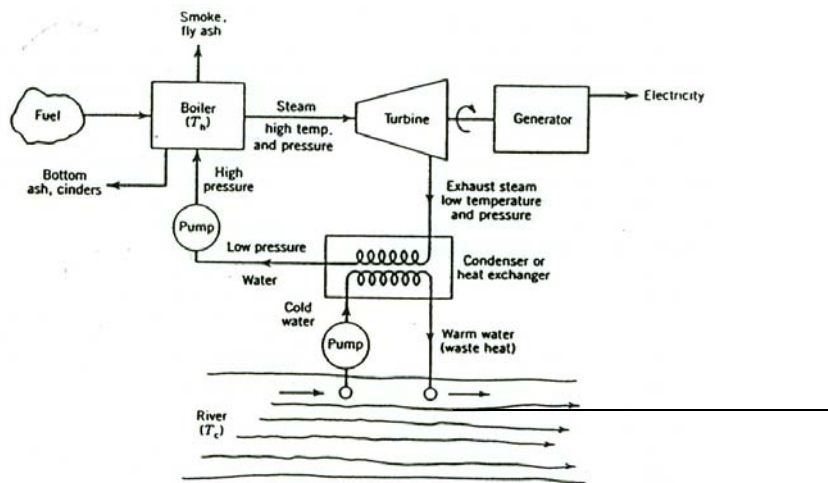 Smoke,
fly ash
Fuel
Boiler
(T_h)
Steam
high temp.
and pressure
Turbine
Generator
Electricity
Bottom
ash, cinders
High
pressure
Pump
Exhaust steam
low temperature
and pressure
Low pressure
Water
Condenser or
heat exchanger
Cold
water
Pump
Warm water
(waste heat)
River
(T_c)